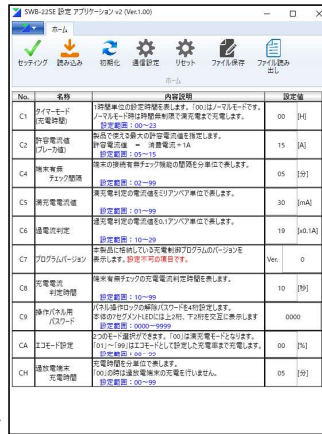 SWB-22SE 設定 アプリケーション v2 (Ver.1.00)
ホーム
セッティング 読み込み 初期化 通信設定 リセット ファイル保存 ファイル読み出し
ホーム
No. 名称 説明 設定値
C1 タイマーモード (充電時間) 1時間単位の設定時間を表します。「00」はノーマルモードです。
ノーマルモード時は時間無制限で満充電まで充電します。
設定範囲：00～23
00 [H]
C2 許容電流値 (ブレーカ値) 製品で使える最大の許容電流値を指定します。
許容電流値 = 消費電流+1A
設定範囲：05～15
15 [A]
C4 端末有無 チェック間隔 端末の接続有無チェック機能の間隔を分単位で表します。
設定範囲：02～99
05 [分]
C5 満充電電流値 満充電判定の電流値をミリアンペア単位で表します。
設定範囲：01～99
30 [mA]
C6 過電流判定 過充電判定の電流値を0.1アンペア単位で表します。
設定範囲：10～29
19 [x0.1A]
C7 プログラムバージョン 本製品に格納している充電制御プログラムのバージョンを
表示します。設定不可の項目です。
Ver. 0
C8 充電電流 判定時間 端末有無チェックの充電電流判定時間を表します。
設定範囲：10～99
10 [秒]
C9 操作パネル用 パスワード パネル操作ロックの解除パスワードを4桁設定します。
本体の7セグメントLEDには上2桁、下2桁を交互に表示します
設定範囲：0000～9999
0000
CA エコモード設定 2つのモード選択ができます。「00」は満充電モードとなります。
「01」～「99」はエコモードとして設定した充電率まで充電します。
設定範囲：00～99
00 [%]
CH 過放電端末 充電時間 充電時間を分単位で表します。
「00」の時は過放電端末の充電を行いません。
設定範囲：00～99
05 [分]